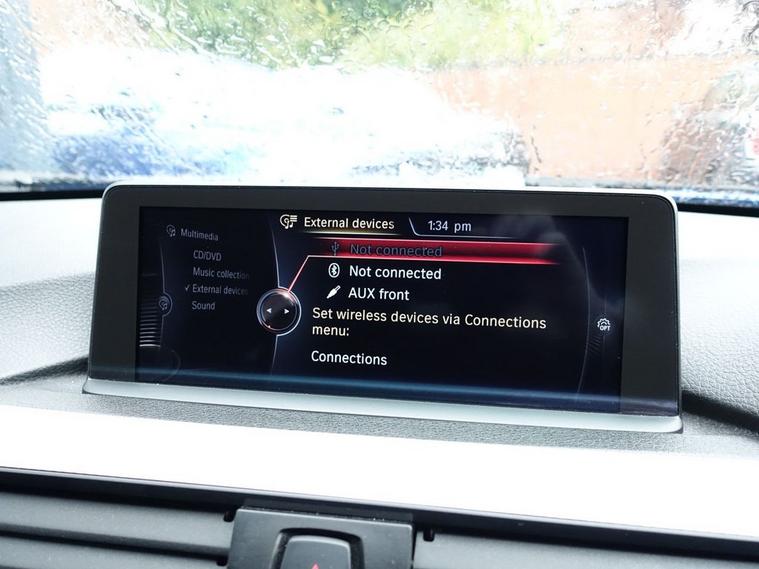 External devices
1:34 pm
Multimedia
CD/DVD
Music collection
External devices
Sound
Not connected
Not connected
AUX front
Set wireless devices via Connections
menu:
Connections
OPT